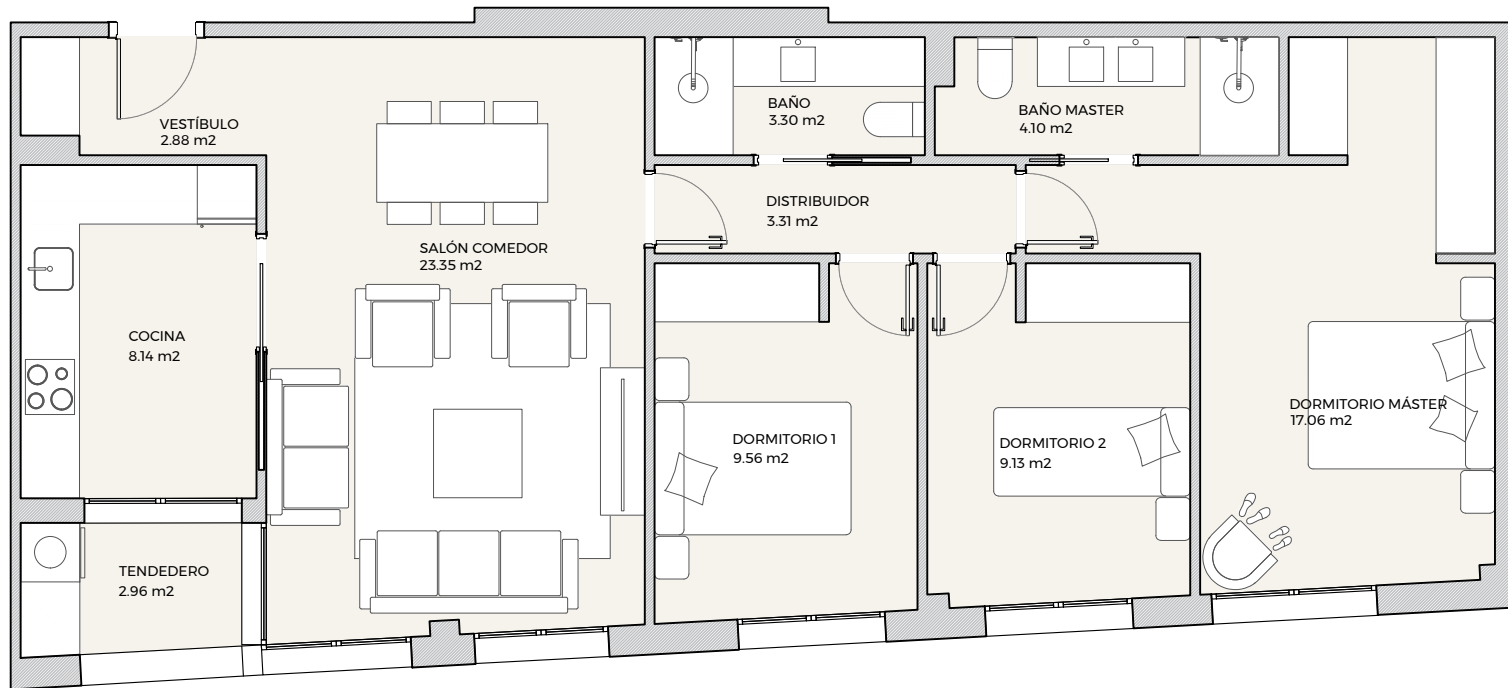 VESTÍBULO
2.88 m2
BAÑO
3.30 m2
BAÑO MASTER
4.10 m2
DISTRIBUIDOR
3.31 m2
SALÓN COMEDOR
23.35 m2
COCINA
8.14 m2
DORMITORIO 1
9.56 m2
DORMITORIO 2
9.13 m2
DORMITORIO MÁSTER
17.06 m2
TENDEDERO
2.96 m2